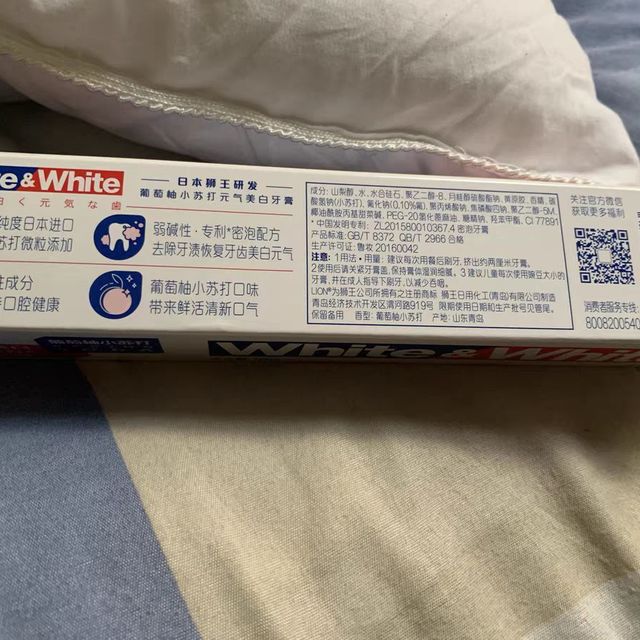 re&White
白く元気な歯
纯度日本进口
苏打微粒添加
性成分
口腔健康
日本狮王研发
葡萄柚小苏打元气美白牙膏
弱碱性·专利*密泡配方
去除牙渍恢复牙齿美白元气
葡萄柚小苏打口味
带来鲜活清新口气
成分: 山梨醇, 水, 水合硅石, 聚乙二醇-8, 月桂醇硫酸酯钠, 黄原胶, 香精, 碳
酸氢钠(小苏打), 氟化钠(0.10%氟), 聚丙烯酸钠, 焦磷酸四钠, 聚乙二醇-5M,
椰油酰胺丙基甜菜碱, PEG-20氢化蓖麻油, 糖精钠, 羟苯甲酯, CI 77891
*中国发明专利: ZL201580010367.4 密泡牙膏
产品标准号: GB/T 8372 QB/T 2966 合格
生产许可证: 鲁妆 20160042
注意: 1.用法·用量: 建议每次用餐后刷牙, 挤出约两厘米牙膏。
2.使用后请关紧牙膏盖,保持膏体湿润细腻。3.建议儿童每次使用豌豆大小的
牙膏, 并在成人指导下刷牙, 以减少吞咽。
LION®为狮王公司所拥有之注册商标 狮王日用化工(青岛)有限公司制造
青岛经济技术开发区渭河路919号 限期使用日期和生产批号见管尾。
保留备用 香型: 葡萄柚小苏打 产地: 山东青岛
关注官方微信
获取更多福利
消费者服务专线:
8008200540
葡萄柚小苏打
White&Whit